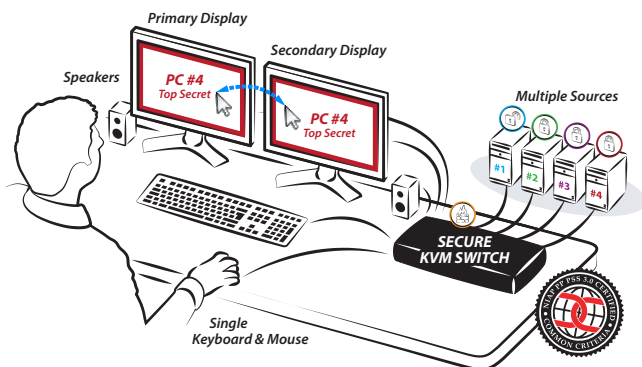 Primary Display
Secondary Display
Speakers
PC #4
Top Secret
PC #4
Top Secret
Multiple Sources
#1
#2
#3
#4
SECURE
KVM SWITCH
Single
Keyboard & Mouse
NIAP PP PSS 3.0 CERTIFIED
COMMON CRITERIA